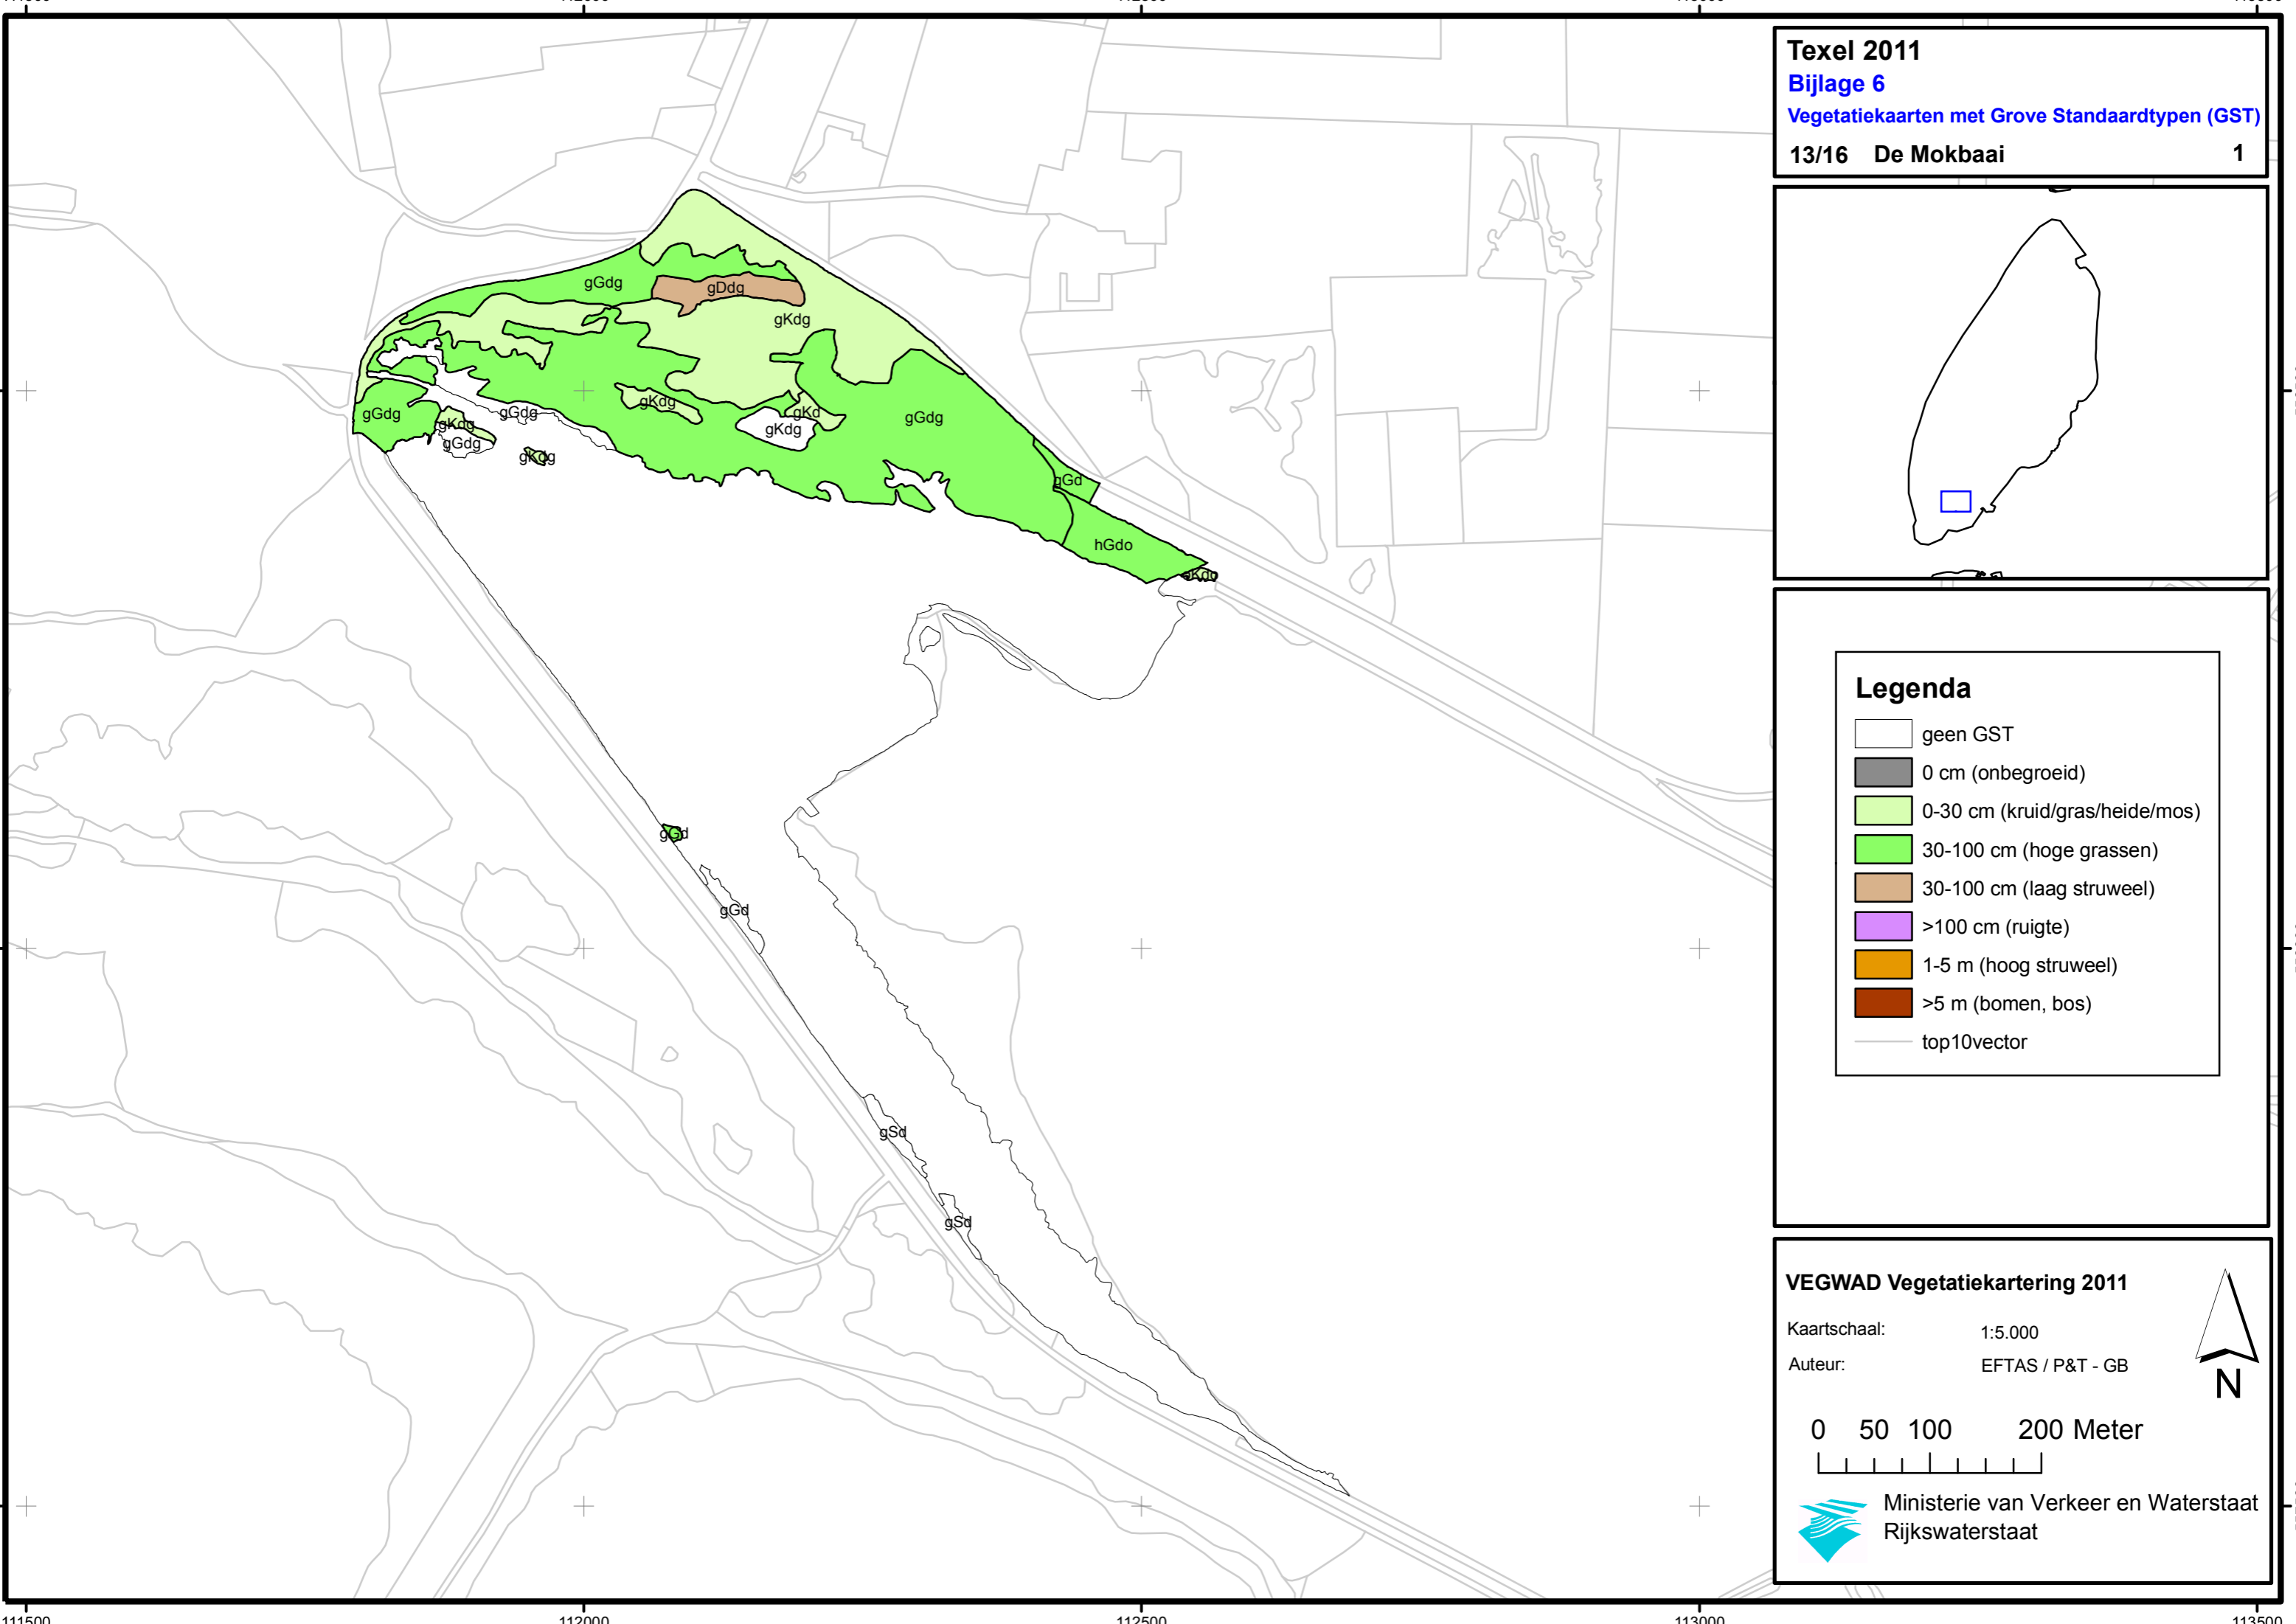 Texel 2011
Bijlage 6
Vegetatiekaarten met Grove Standaardtypen (GST)
13/16 De Mokbaai 1
gGdg
gDdg
gKdg
gKdg
gGdg
gGdg
gKd
gGdg
gKdg
gKdg
gGdg
gKdg
gGd
hGdo
gGd
gGd
gSd
gSd
Legenda
geen GST
0 cm (onbegroeid)
0-30 cm (kruid/gras/heide/mos)
30-100 cm (hoge grassen)
30-100 cm (laag struweel)
>100 cm (ruigte)
1-5 m (hoog struweel)
>5 m (bomen, bos)
top10vector
VEGWAD Vegetatiekartering 2011
Kaartschaal: 1:5.000
Auteur: EFTAS / P&T - GB
N
0 50 100 200 Meter
Ministerie van Verkeer en Waterstaat
Rijkswaterstaat
111500 112000 112500 113000 113500